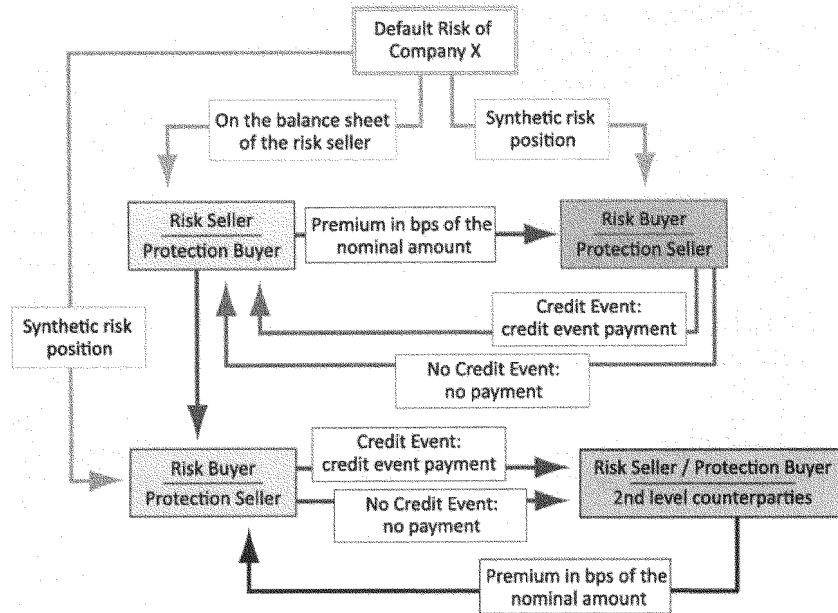 Default Risk of
Company X
On the balance sheet
of the risk seller
Synthetic risk
position
Risk Seller
Protection Buyer
Premium in bps of the
nominal amount
Risk Buyer
Protection Seller
Credit Event:
credit event payment
Synthetic risk
position
No Credit Event:
no payment
Risk Buyer
Protection Seller
Credit Event:
credit event payment
No Credit Event:
no payment
Risk Seller / Protection Buyer
2nd level counterparties
Premium in bps of the
nominal amount